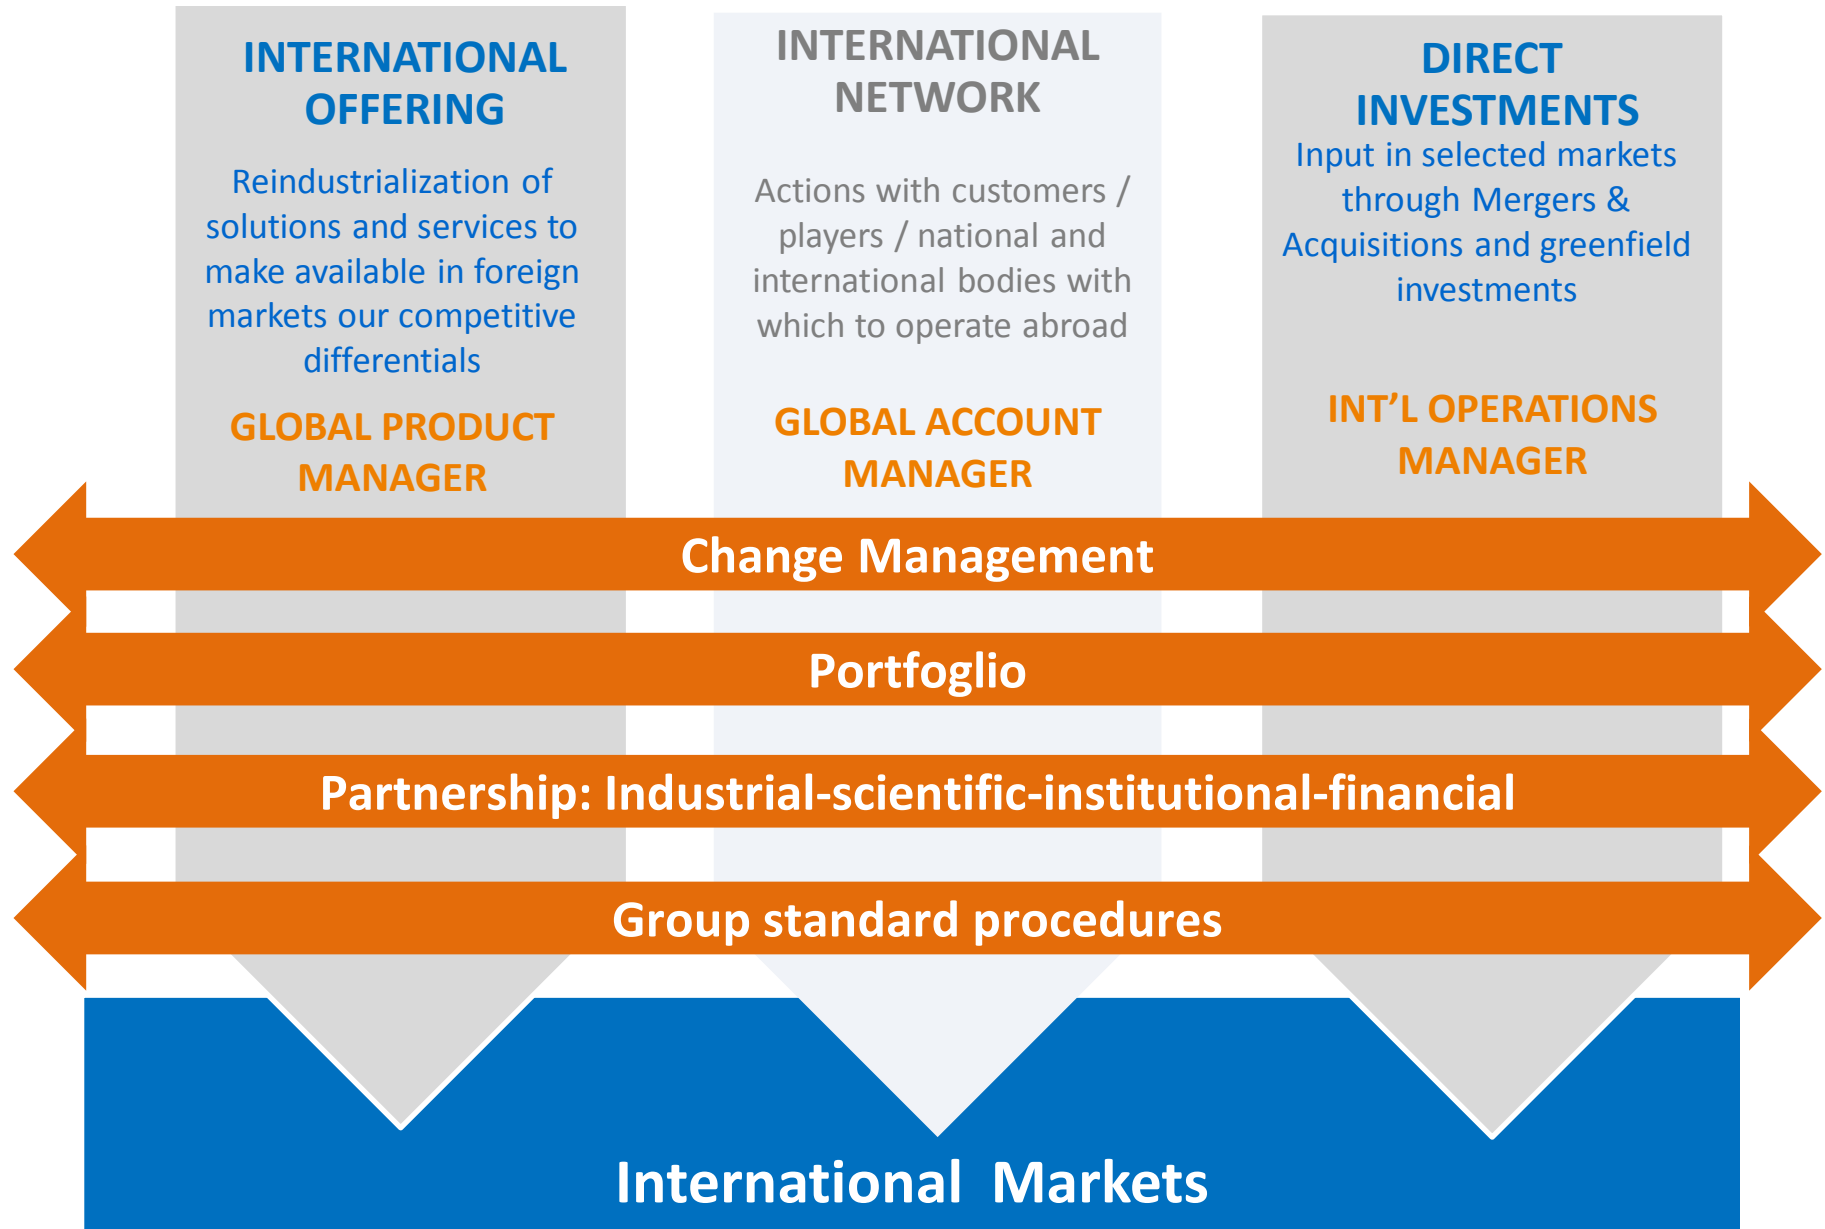 INTERNATIONAL
OFFERING
Reindustrialization of
solutions and services to
make available in foreign
markets our competitive
differentials
GLOBAL PRODUCT
MANAGER
INTERNATIONAL
NETWORK
Actions with customers /
players / national and
international bodies with
which to operate abroad
GLOBAL ACCOUNT
MANAGER
DIRECT
INVESTMENTS
Input in selected markets
through Mergers &
Acquisitions and greenfield
investments
INT’L OPERATIONS
MANAGER
Change Management
Portfoglio
Partnership: Industrial-scientific-institutional-financial
Group standard procedures
International Markets